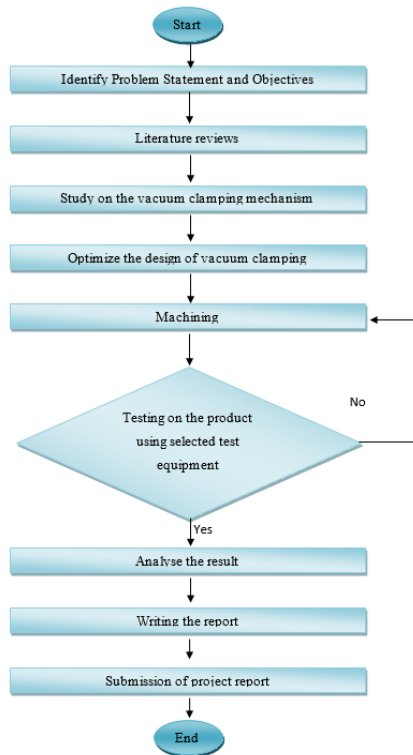 Start
Identify Problem Statement and Objectives
Literature reviews
Study on the vacuum clamping mechanism
Optimize the design of vacuum clamping
Machining
Testing on the product
using selected test
equipment
No
Yes
Analyse the result
Writing the report
Submission of project report
End